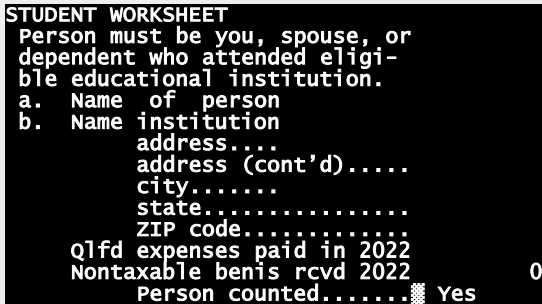 STUDENT WORKSHEET
Person must be you, spouse, or
dependent who attended eligi-
ble educational institution.
a. Name of person
b. Name institution
address....
address (cont'd).....
city.......
state................
ZIP code.............
Qlfd expenses paid in 2022
Nontaxable benis rcvd 2022 0
Person counted.......▒ Yes